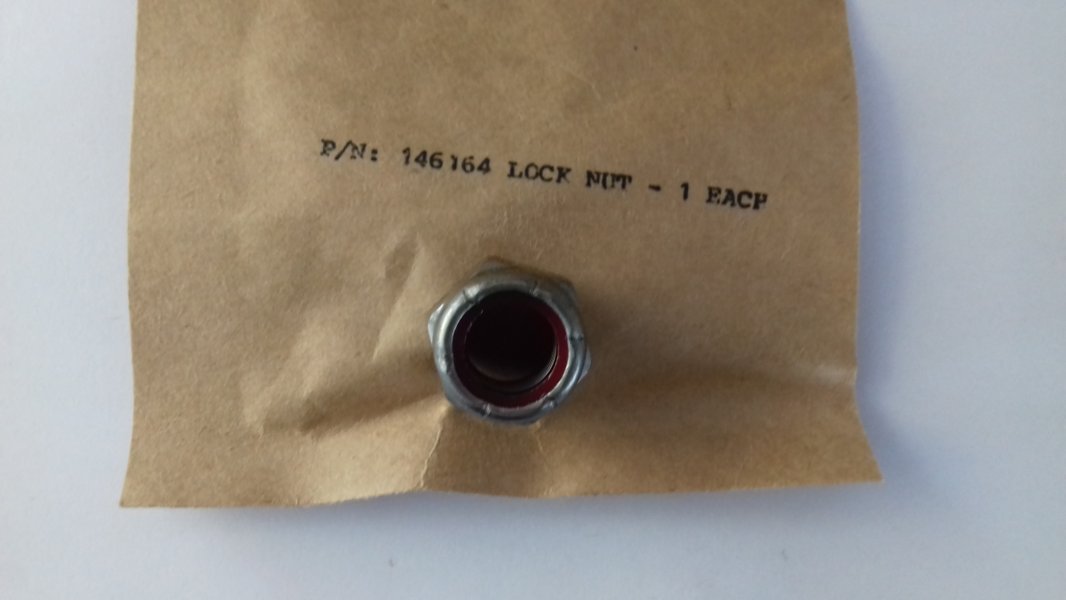 P/N: 146164 LOCK NUT - 1 EACH